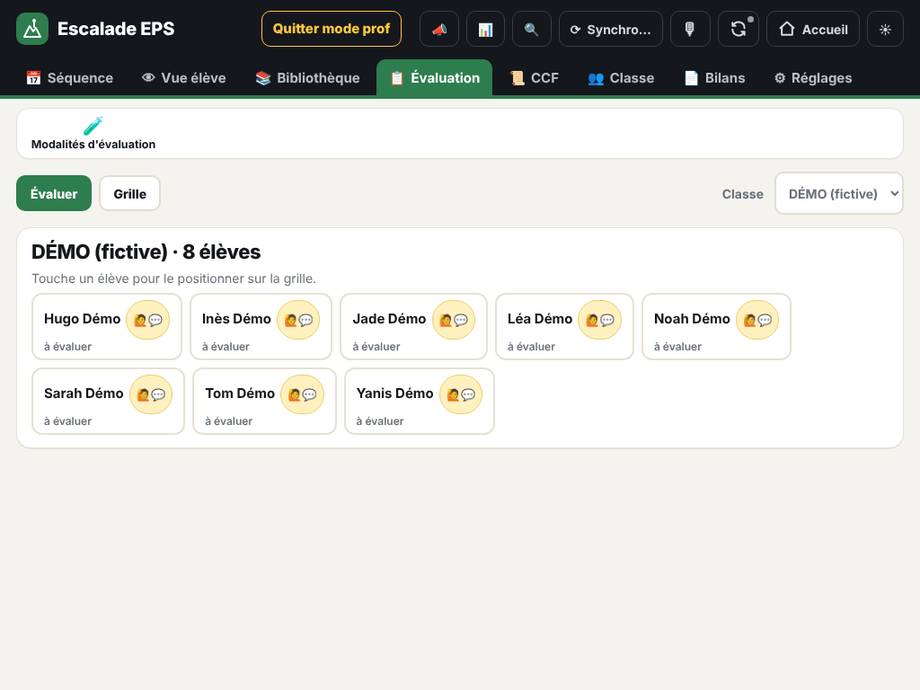 Escalade EPS
Quitter mode prof
Synchro...
Accueil
Séquence
Vue élève
Bibliothèque
Évaluation
CCF
Classe
Bilans
Réglages
Modalités d'évaluation
Évaluer
Grille
Classe
DÉMO (fictive)
DÉMO (fictive) · 8 élèves
Touche un élève pour le positionner sur la grille.
Hugo Démo
à évaluer
Inès Démo
à évaluer
Jade Démo
à évaluer
Léa Démo
à évaluer
Noah Démo
à évaluer
Sarah Démo
à évaluer
Tom Démo
à évaluer
Yanis Démo
à évaluer